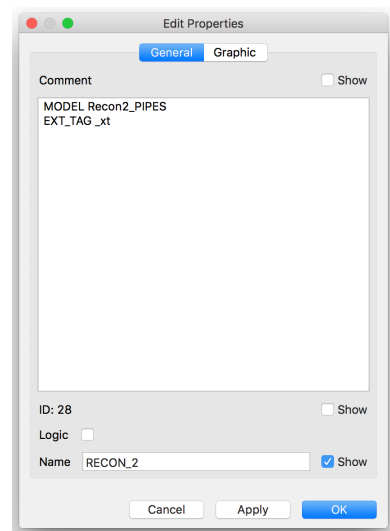 Edit Properties
General Graphic
Comment Show
MODEL Recon2_PIPES
EXT_TAG _xt
ID: 28 Show
Logic
Name RECON_2 Show
Cancel Apply OK